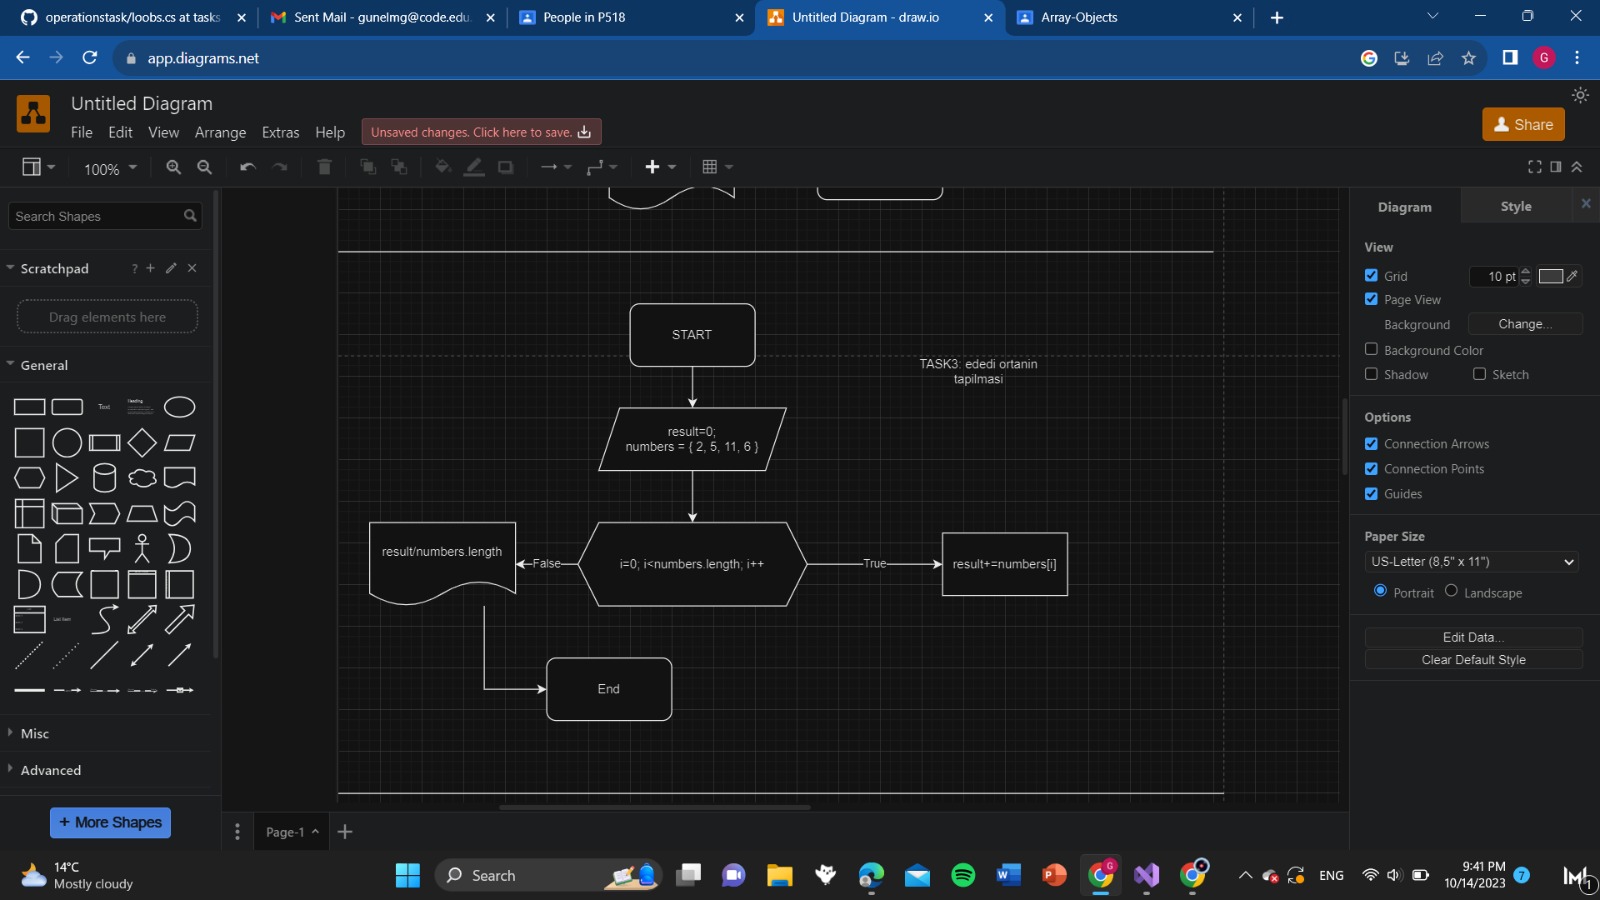 operationstask/loobs.cs at tasks
Sent Mail - gunelmg@code.edu.
People in P518
Untitled Diagram - draw.io
Array-Objects
app.diagrams.net
G
Untitled Diagram
File Edit View Arrange Extras Help
Unsaved changes. Click here to save.
Share
100%
Search Shapes
Scratchpad
?
Drag elements here
General
Text
Heading
List Item
Misc
Advanced
+ More Shapes
START
TASK3: ededi ortanin
tapilmasi
result=0;
numbers = { 2, 5, 11, 6 }
result/numbers.length
False
i=0; i<numbers.length; i++
True
result+=numbers[i]
End
Page-1
Diagram
Style
View
Grid
10 pt
Page View
Background
Change...
Background Color
Shadow
Sketch
Options
Connection Arrows
Connection Points
Guides
Paper Size
US-Letter (8,5" x 11")
Portrait
Landscape
Edit Data...
Clear Default Style
14°C
Mostly cloudy
Search
ENG
9:41 PM
10/14/2023
7
1